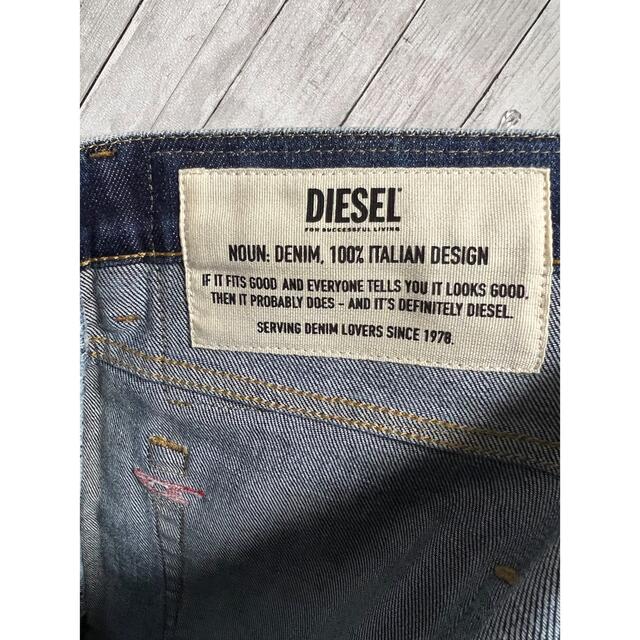 DIESEL
FOR SUCCESSFUL LIVING
NOUN: DENIM, 100% ITALIAN DESIGN
IF IT FITS GOOD AND EVERYONE TELLS YOU IT LOOKS GOOD,
THEN IT PROBABLY DOES - AND IT'S DEFINITELY DIESEL.
SERVING DENIM LOVERS SINCE 1978.